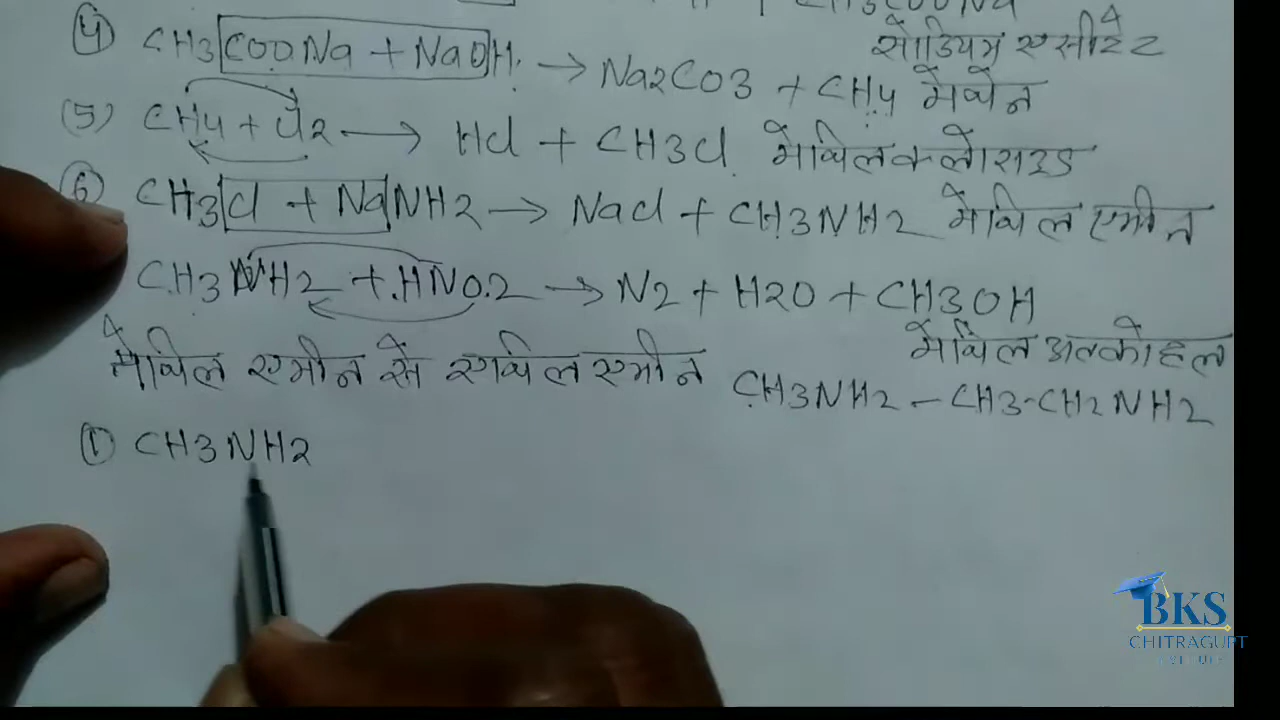 CH3COONa
(4) CH3COONa + NaOH → Na2CO3 + CH4 मेथेन
सोडियम एसीटेट
(5) CH4 + Cl2 → HCl + CH3Cl मेथिल क्लोराइड
(6) CH3Cl + NaNH2 → NaCl + CH3NH2 मेथिल एमीन
CH3NH2 + HNO2 → N2 + H2O + CH3OH
मेथिल अल्कोहल
मेथिल एमीन से एथिल एमीन CH3NH2 - CH3-CH2NH2
(1) CH3NH2
BKS
CHITRAGUPT